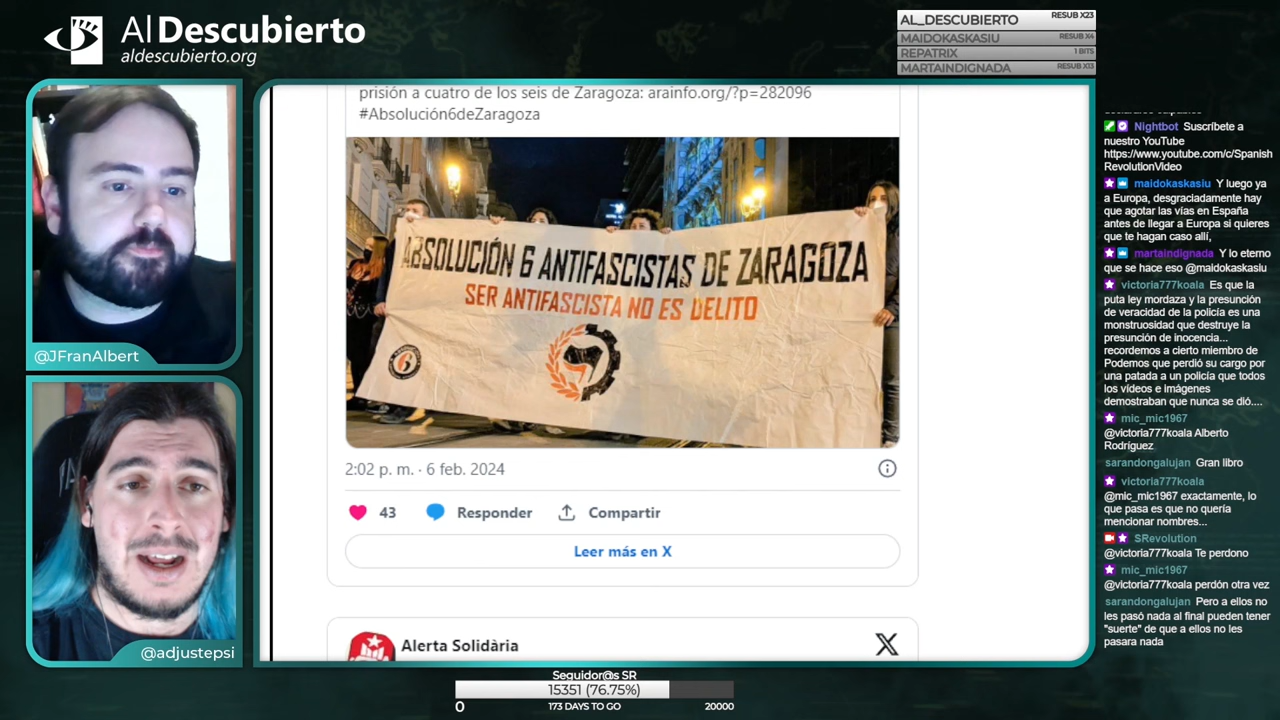 Al Descubierto
aldescubierto.org
AL_DESCUBIERTO RESUB X23
MAIDOKASKASIU RESUB X4
REPATRIX 1 BITS
MARTAINDIGNADA RESUB X13
@JFranAlbert
@adjustepsi
prisión a cuatro de los seis de Zaragoza: arainfo.org/?p=282096
#Absolución6deZaragoza
ABSOLUCIÓN 6 ANTIFASCISTAS DE ZARAGOZA
SER ANTIFASCISTA NO ES DELITO
6
2:02 p. m. · 6 feb. 2024
43 Responder Compartir
Leer más en X
Alerta Solidària
Nightbot Suscríbete a
nuestro YouTube
https://www.youtube.com/c/Spanish
RevolutionVideo
maidokaskasiu Y luego ya
a Europa, desgraciadamente hay
que agotar las vías en España
antes de llegar a Europa si quieres
que te hagan caso allí,
martaindignada Y lo eterno
que se hace eso @maidokaskasiu
victoria777koala Es que la
puta ley mordaza y la presunción
de veracidad de la policía es una
monstruosidad que destruye la
presunción de inocencia...
recordemos a cierto miembro de
Podemos que perdió su cargo por
una patada a un policía que todos
los vídeos e imágenes
demostraban que nunca se dió....
mic_mic1967
@victoria777koala Alberto
Rodríguez
sarandongalujan Gran libro
victoria777koala
@mic_mic1967 exactamente, lo
que pasa es que no quería
mencionar nombres...
SRevolution
@victoria777koala Te perdono
mic_mic1967
@victoria777koala perdón otra vez
sarandongalujan Pero a ellos no
les pasó nada al final pueden tener
"suerte" de que a ellos no les
pasara nada
Seguidor@s SR
15351 (76.75%)
0 173 DAYS TO GO 20000